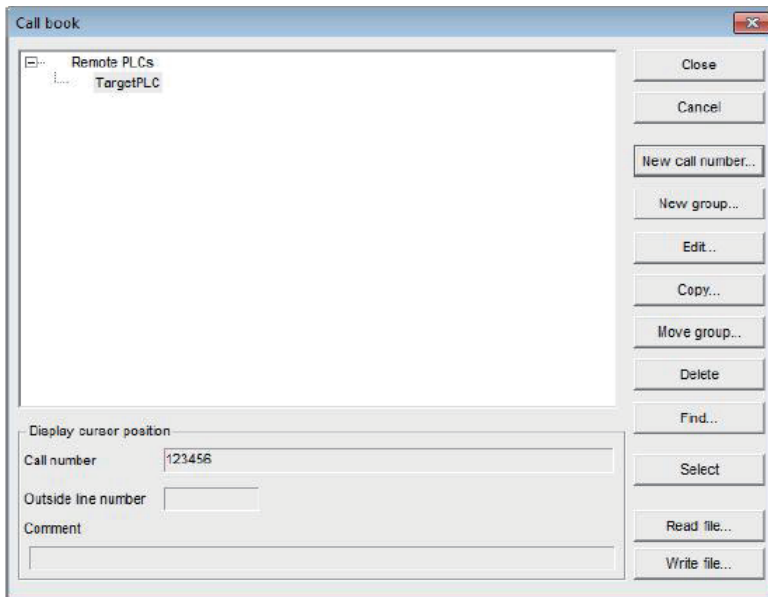 Call book
Remote PLCs
TargetPLC
Close
Cancel
New call number...
New group...
Edit...
Copy...
Move group...
Delete
Find...
Select
Read file...
Write file...
Display cursor position
Call number 123456
Outside line number
Comment